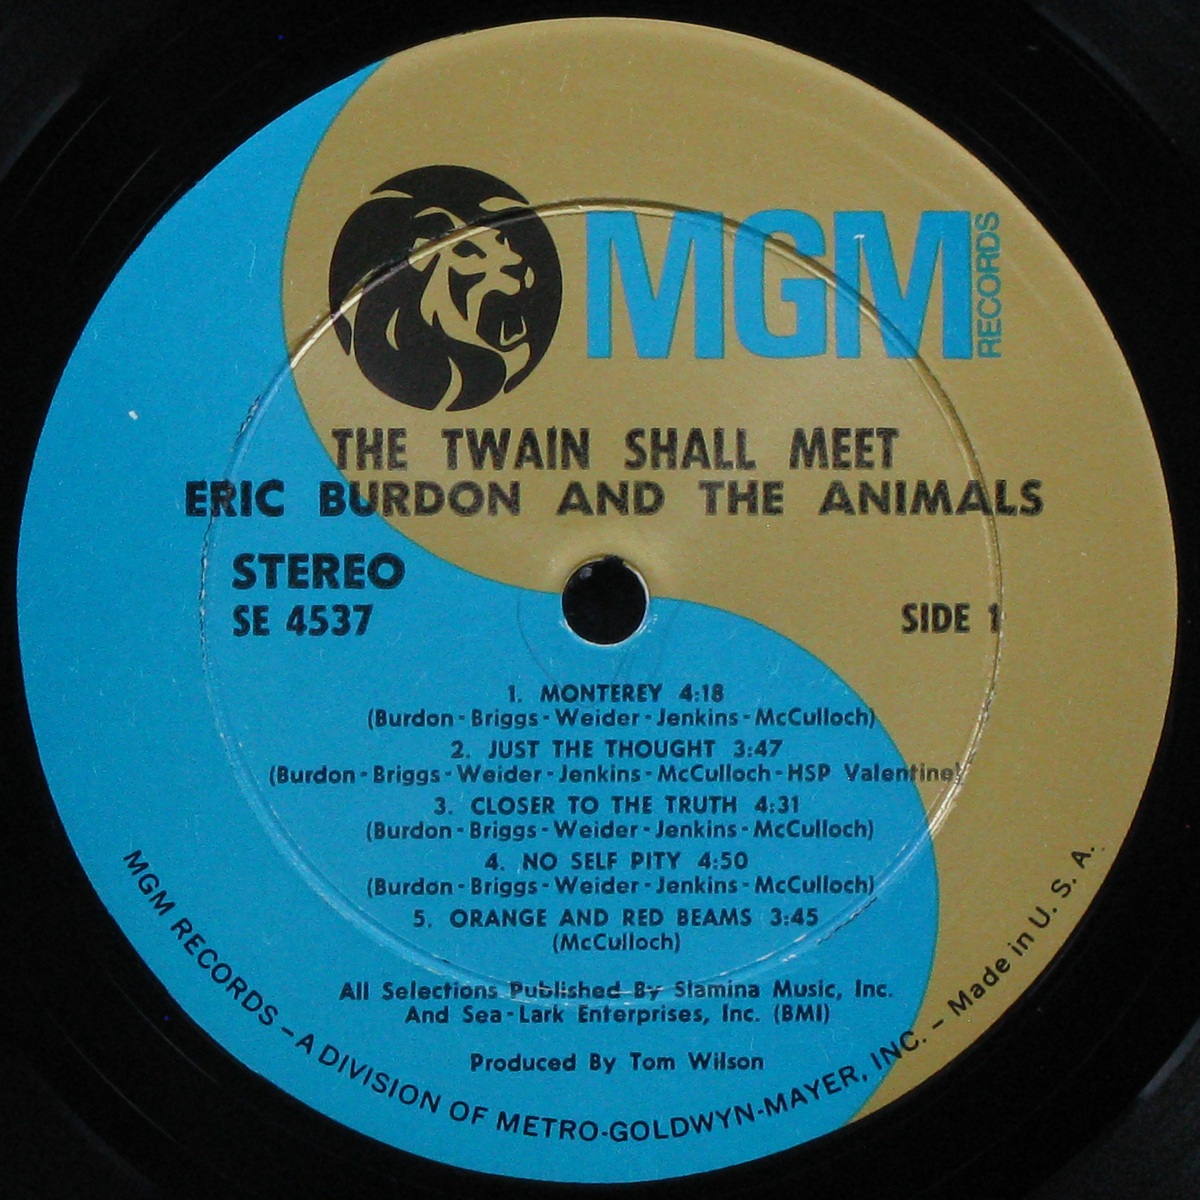 MGM RECORDS
THE TWAIN SHALL MEET
ERIC BURDON AND THE ANIMALS
STEREO
SE 4537
SIDE 1
1. MONTEREY 4:18
(Burdon-Briggs-Weider-Jenkins-McCulloch)
2. JUST THE THOUGHT 3:47
(Burdon-Briggs-Weider-Jenkins-McCulloch-HSP Valentine)
3. CLOSER TO THE TRUTH 4:31
(Burdon-Briggs-Weider-Jenkins-McCulloch)
4. NO SELF PITY 4:50
(Burdon-Briggs-Weider-Jenkins-McCulloch)
5. ORANGE AND RED BEAMS 3:45
(McCulloch)
All Selections Published By Slamina Music, Inc.
And Sea-Lark Enterprises, Inc. (BMI)
Produced By Tom Wilson
MGM RECORDS – A DIVISION OF METRO-GOLDWYN-MAYER, INC. – Made in U. S. A.